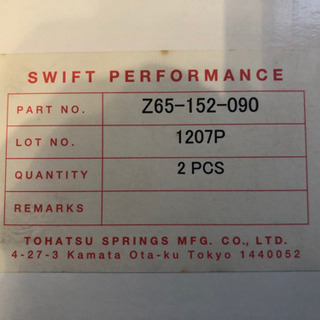 SWIFT PERFORMANCE
PART NO. Z65-152-090
LOT NO. 1207P
QUANTITY 2 PCS
REMARKS
TOHATSU SPRINGS MFG. CO., LTD.
4-27-3 Kamata Ota-ku Tokyo 1440052